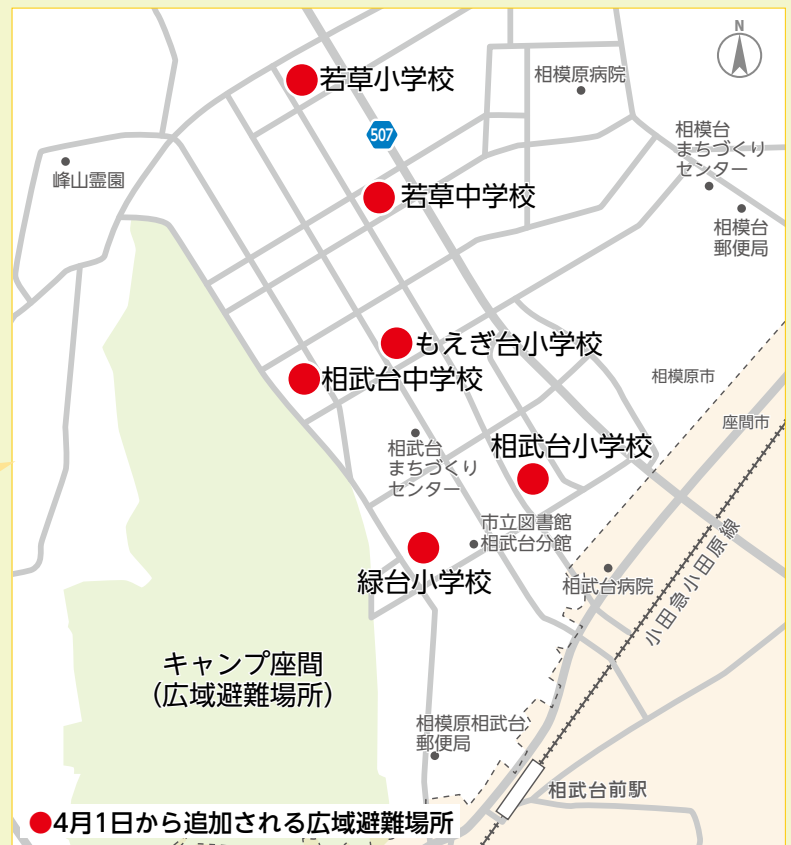 N
若草小学校
相模原病院
507
相模台
まちづくり
センター
峰山霊園
若草中学校
相模台
郵便局
もえぎ台小学校
相武台中学校
相模原市
座間市
相武台
まちづくり
センター
相武台小学校
市立図書館
相武台分館
緑台小学校
相武台病院
小田急小田原線
キャンプ座間
(広域避難場所)
相模原相武台
郵便局
相武台前駅
●4月1日から追加される広域避難場所